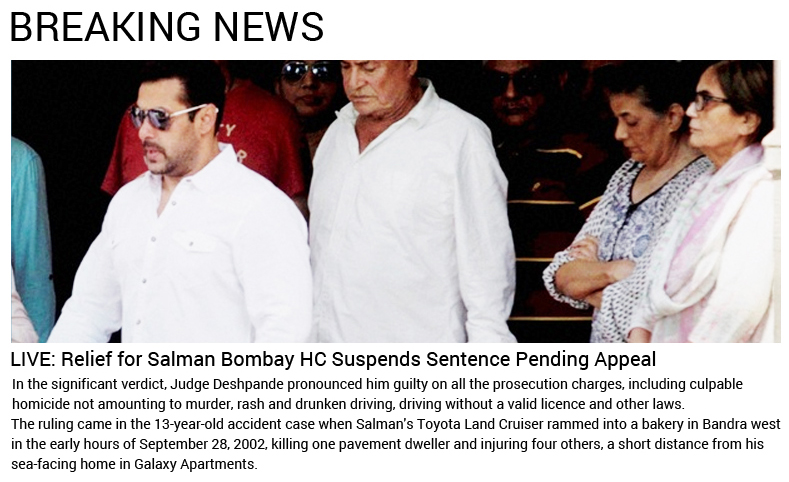 BREAKING NEWS
LIVE: Relief for Salman Bombay HC Suspends Sentence Pending Appeal
In the significant verdict, Judge Deshpande pronounced him guilty on all the prosecution charges, including culpable
homicide not amounting to murder, rash and drunken driving, driving without a valid licence and other laws.
The ruling came in the 13-year-old accident case when Salman's Toyota Land Cruiser rammed into a bakery in Bandra west
in the early hours of September 28, 2002, killing one pavement dweller and injuring four others, a short distance from his
sea-facing home in Galaxy Apartments.